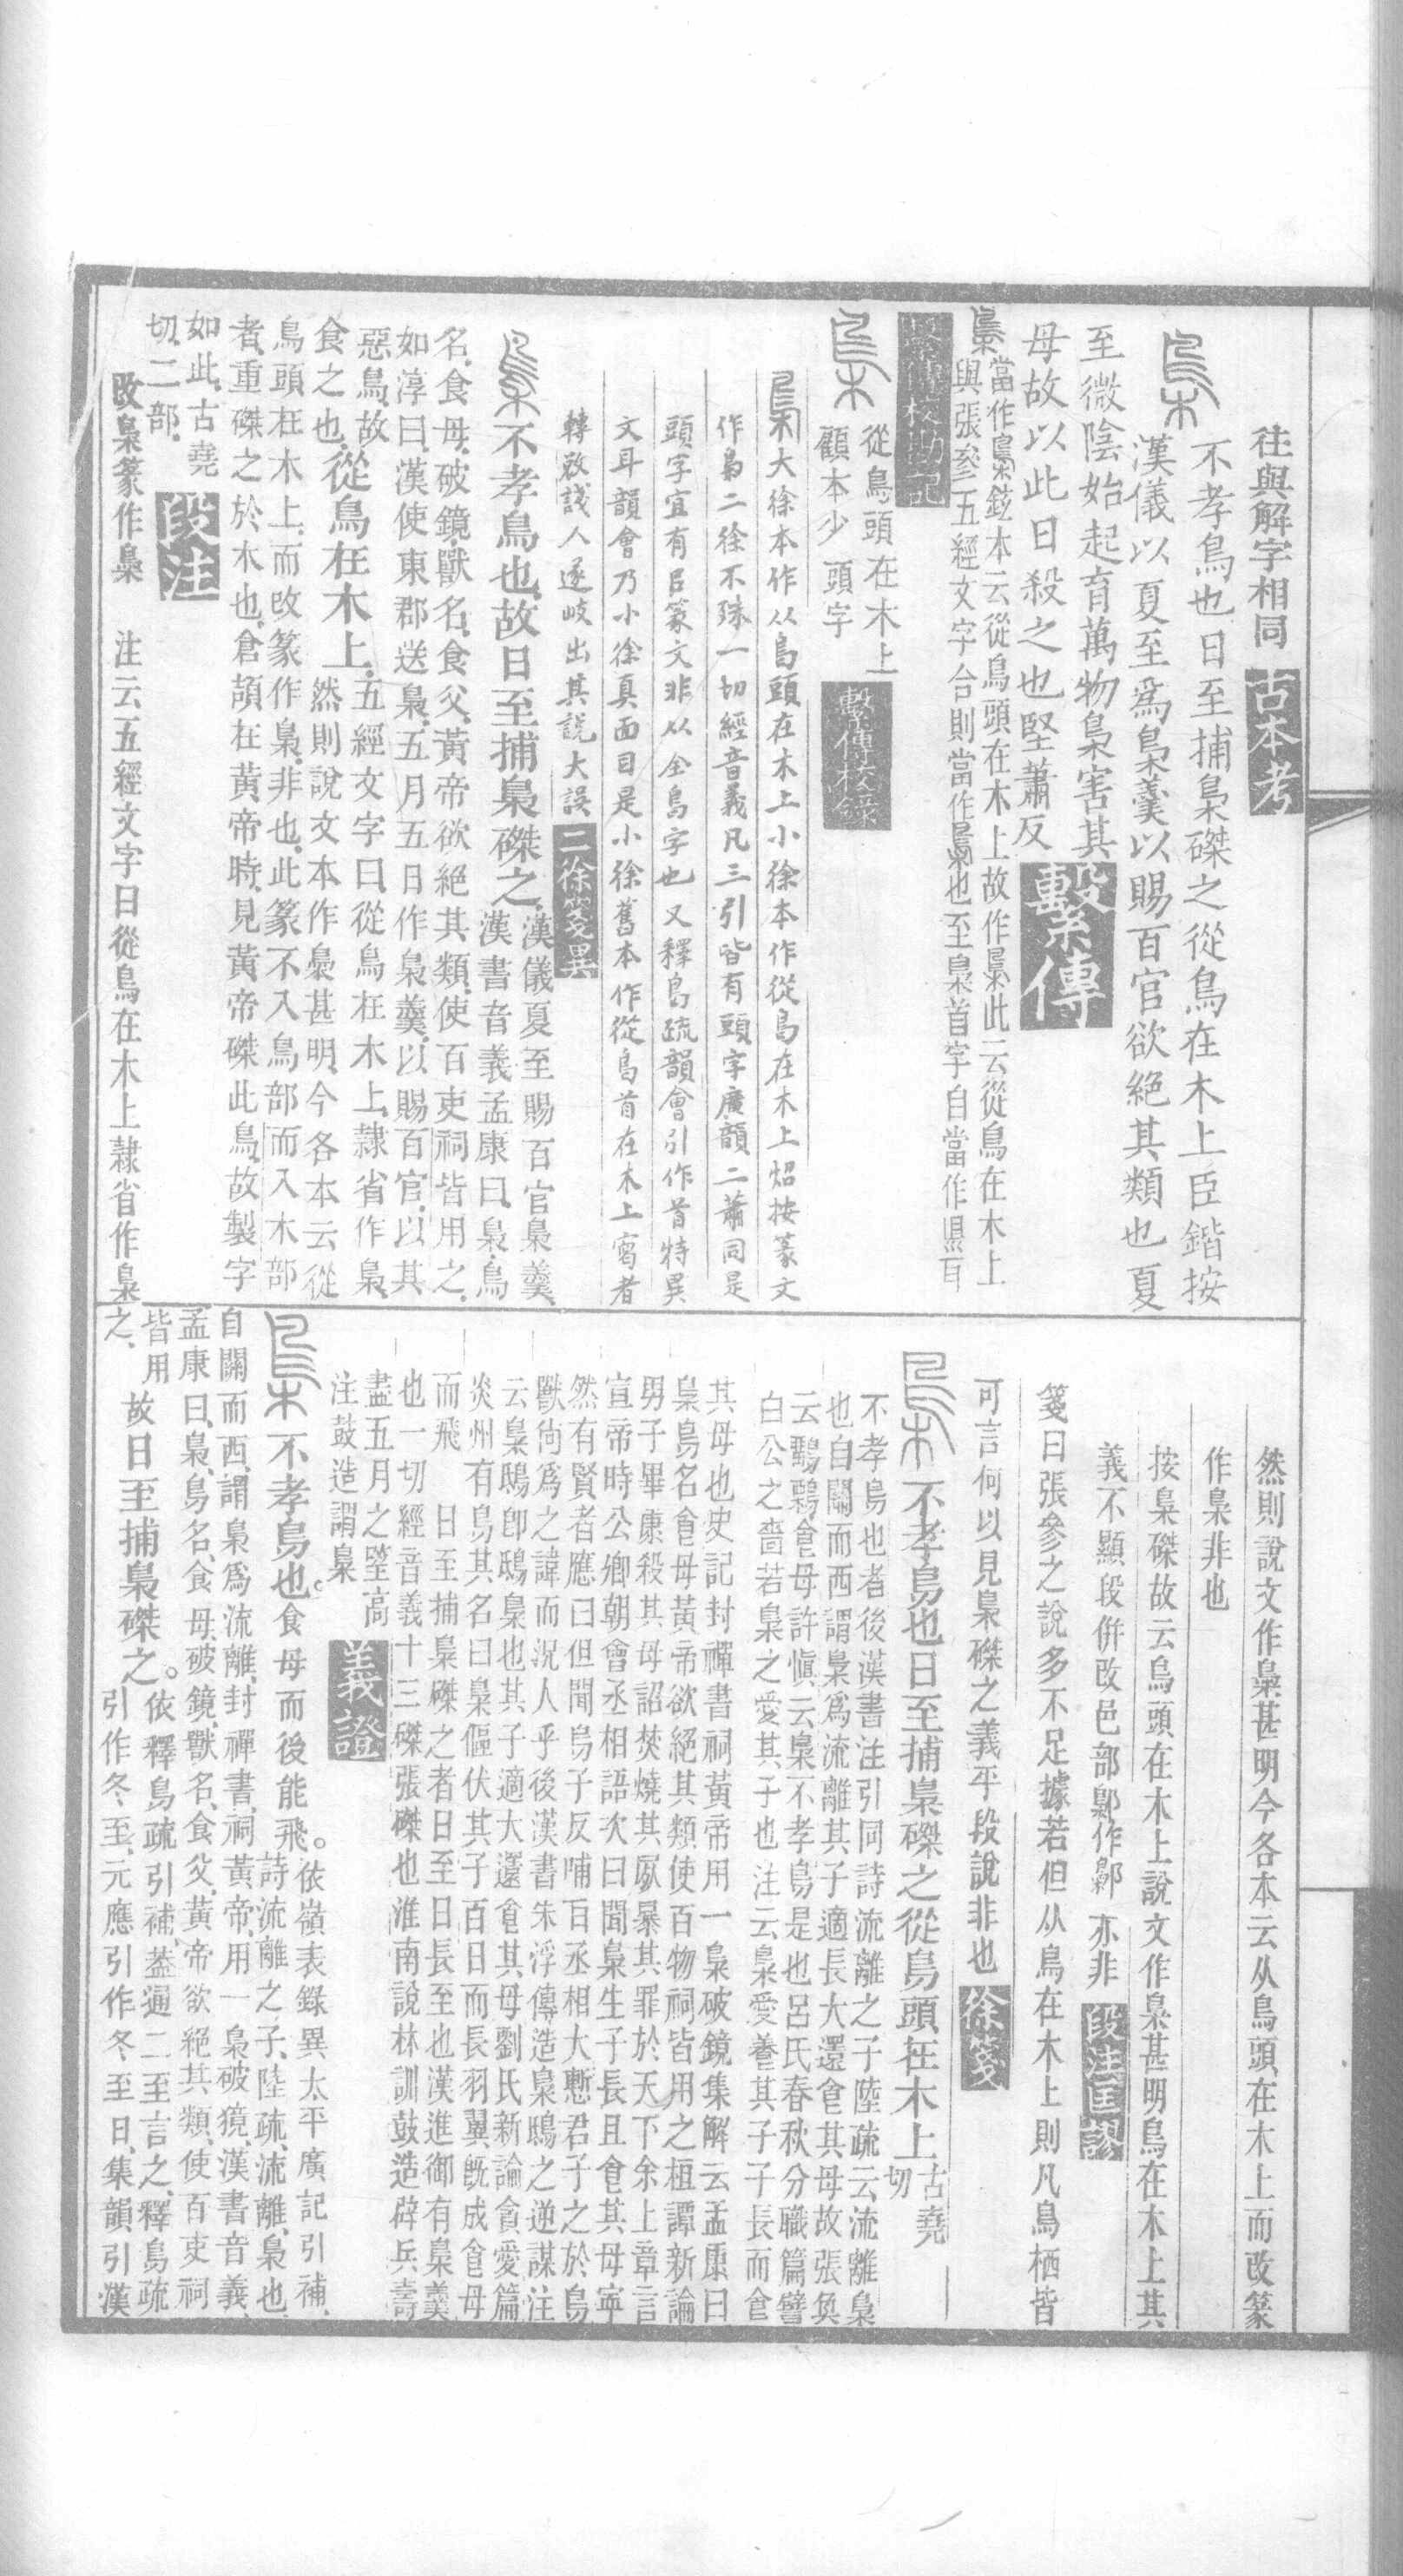 往與解字相同 古本考
不孝鳥也日至捕梟磔之從鳥在木上臣鍇按
漢儀以夏至爲梟羹以賜百官欲絕其類也夏
至微陰始起育萬物梟害其
母故以此日殺之也堅蕭反 繫傳
當作梟鉉本云從鳥頭在木上故作梟此云從鳥在木上
與張參五經文字合則當作梟也至梟首字自當作𥄉耳
繫傳校勘記
從鳥頭在木上
顧本少頭字 繫傳校錄
大徐本作从鳥頭在木上小徐本作從鳥在木上炤按篆文
作梟二徐不殊一切經音義凡三引皆有頭字廣韻二蕭同是
頭字宜有㠯篆文非从全鳥字也又釋鳥疏韻會引作首特異
文耳韻會乃小徐眞面目是小徐舊本作從鳥首在木上寫者
轉敚淺人遂岐出其說大誤 二徐箋異
不孝鳥也故日至捕梟磔之漢儀夏至賜百官梟羹
漢書音義孟康曰梟鳥
名食母破鏡獸名食父黃帝欲絕其類使百吏祠皆用之
如淳曰漢使東郡送梟五月五日作梟羹以賜百官以其
惡鳥故五經文字曰從鳥在木上隸省作梟
食之也從鳥在木上然則說文本作梟甚明今各本云從
鳥頭在木上而改篆作梟非也此篆不入鳥部而入木部
者重磔之於木也倉頡在黃帝時見黃帝磔此鳥故製字
如此古堯
切二部 段注
改梟篆作梟 注云五經文字曰從鳥在木上隸省作梟
然則說文作梟甚明今各本云从鳥頭在木上而改篆
作梟非也
按梟磔故云鳥頭在木上說文作梟甚明鳥在木上其
義不顯段倂改邑部鄡作鄡亦非 段注匡謬
箋曰張參之說多不足據若但从鳥在木上則凡鳥栖皆
可言何以見梟磔之義乎段說非也 徐箋
不孝鳥也日至捕梟磔之從鳥頭在木上古堯
切
不孝鳥也者後漢書注引同詩流離之子陸疏云流離梟
也自關而西謂梟爲流離其子適長大還食其母故張奐
云鸋鴂食母許愼云梟不孝鳥是也呂氏春秋分職篇譬
白公之嗇若梟之愛其子也注云梟愛養其子子長而食
其母也史記封禪書祠黃帝用一梟破鏡集解云孟康曰
梟鳥名食母黃帝欲絕其類使百物祠皆用之桓譚新論
男子畢康殺其母詔焚燒其屍暴其罪於天下余上章言
宣帝時公卿朝會丞相語次曰聞梟生子長且食其母寧
然有賢者應曰但聞烏子反哺百丞相大慙君子之於鳥
獸尙爲之諱而況人乎後漢書朱浮傳造梟鴟之逆謀注
云梟鴟卽鴟梟也其子適大還食其母劉氏新論貪愛篇
炎州有鳥其名曰梟傴伏其子百日而長羽翼旣成食母
而飛 日至捕梟磔之者日至日長至也漢進御有梟羹
也一切經音義十三磔張磔也淮南說林訓鼓造辟兵壽
盡五月之望高
注鼓造謂梟 義證
不孝鳥也食母而後能飛。依嶺表錄異太平廣記引補
詩流離之子陸疏流離梟也
自關而西謂梟爲流離封禪書祠黃帝用一梟破獍漢書音義
孟康曰梟鳥名食母破鏡獸名食父黃帝欲絕其類使百吏祠
皆用
之故日至捕梟磔之。依釋鳥疏引補葢通二至言之釋鳥疏
引作冬至元應引作冬至日集韻引漢